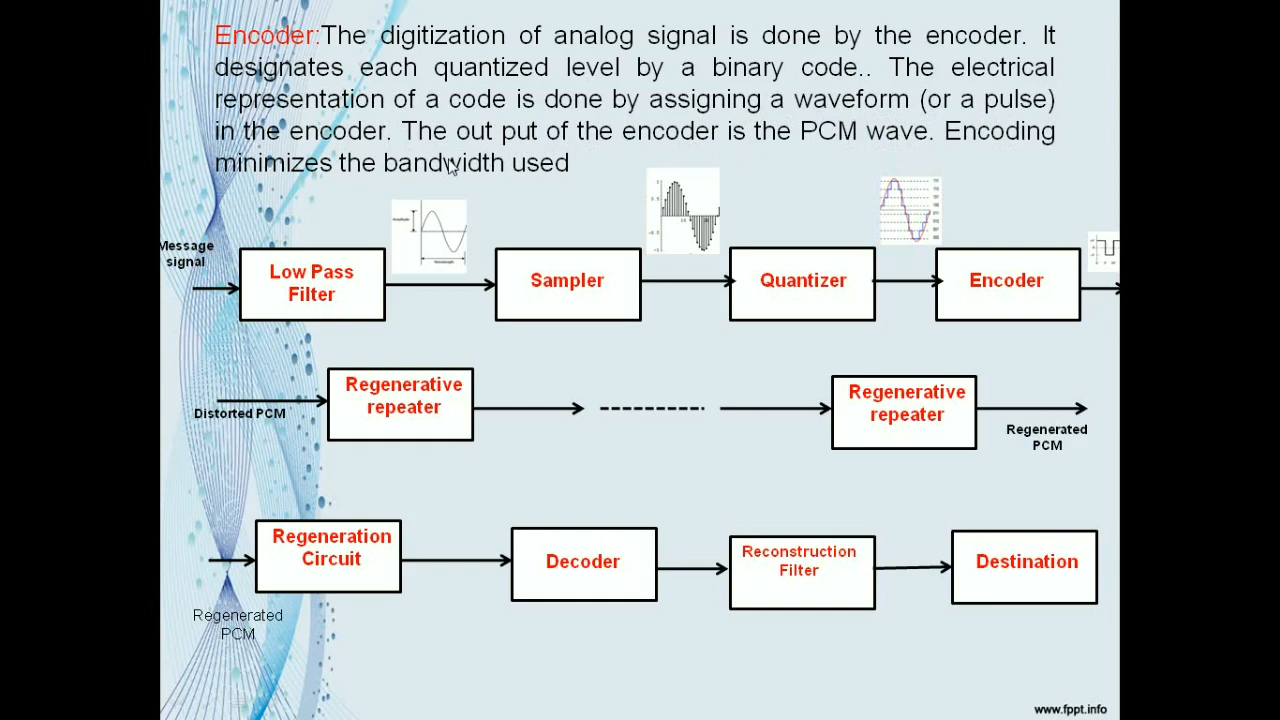 Encoder:The digitization of analog signal is done by the encoder. It
designates each quantized level by a binary code.. The electrical
representation of a code is done by assigning a waveform (or a pulse)
in the encoder. The out put of the encoder is the PCM wave. Encoding
minimizes the bandwidth used
Message
signal
Low Pass
Filter
Sampler
Quantizer
Encoder
Distorted PCM
Regenerative
repeater
Regenerative
repeater
Regenerated
PCM
Regeneration
Circuit
Decoder
Reconstruction
Filter
Destination
Regenerated
PCM
www.fppt.info